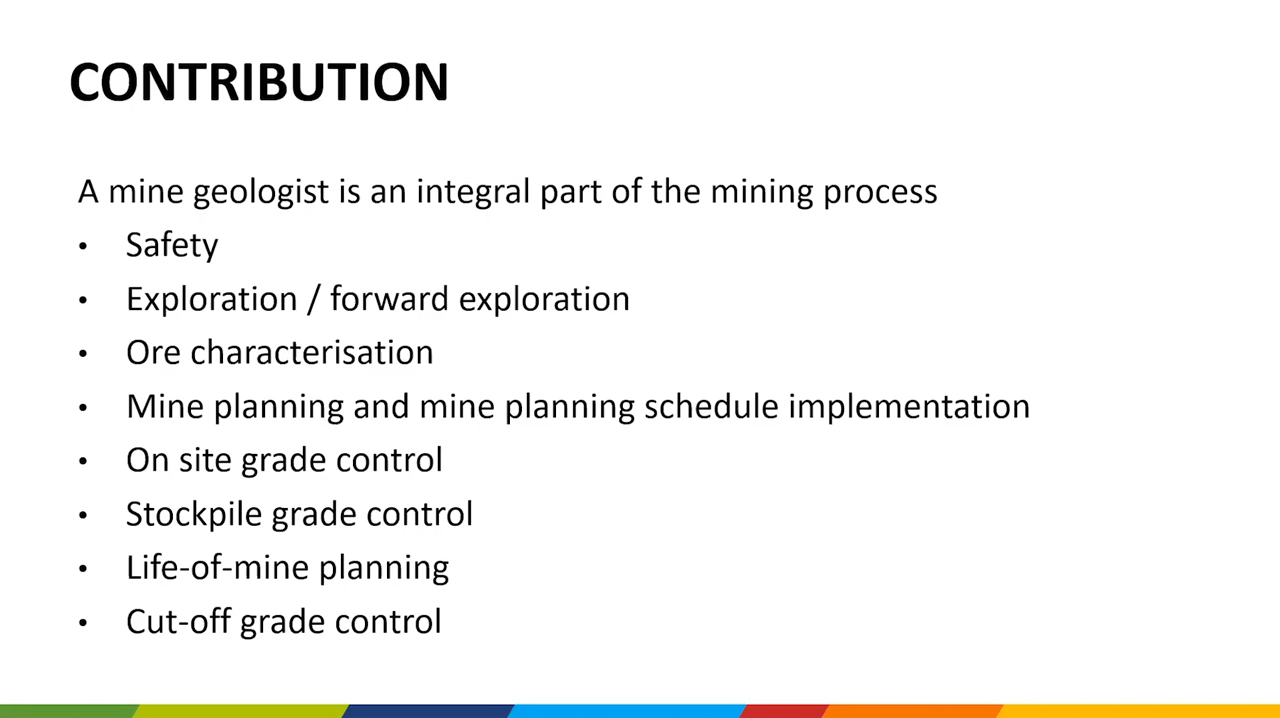 CONTRIBUTION
A mine geologist is an integral part of the mining process
• Safety
• Exploration / forward exploration
• Ore characterisation
• Mine planning and mine planning schedule implementation
• On site grade control
• Stockpile grade control
• Life-of-mine planning
• Cut-off grade control